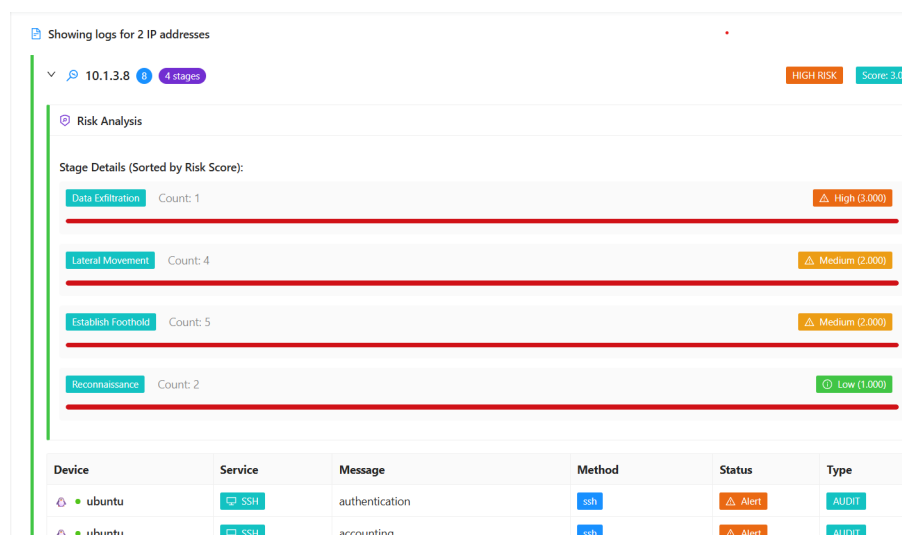 Showing logs for 2 IP addresses
10.1.3.8 8 4 stages HIGH RISK Score: 3.0
Risk Analysis
Stage Details (Sorted by Risk Score):
Data Exfiltration Count: 1 High (3.000)
Lateral Movement Count: 4 Medium (2.000)
Establish Foothold Count: 5 Medium (2.000)
Reconnaissance Count: 2 Low (1.000)
Device Service Message Method Status Type
ubuntu SSH authentication ssh Alert AUDIT
ubuntu SSH accounting ssh Alert AUDIT